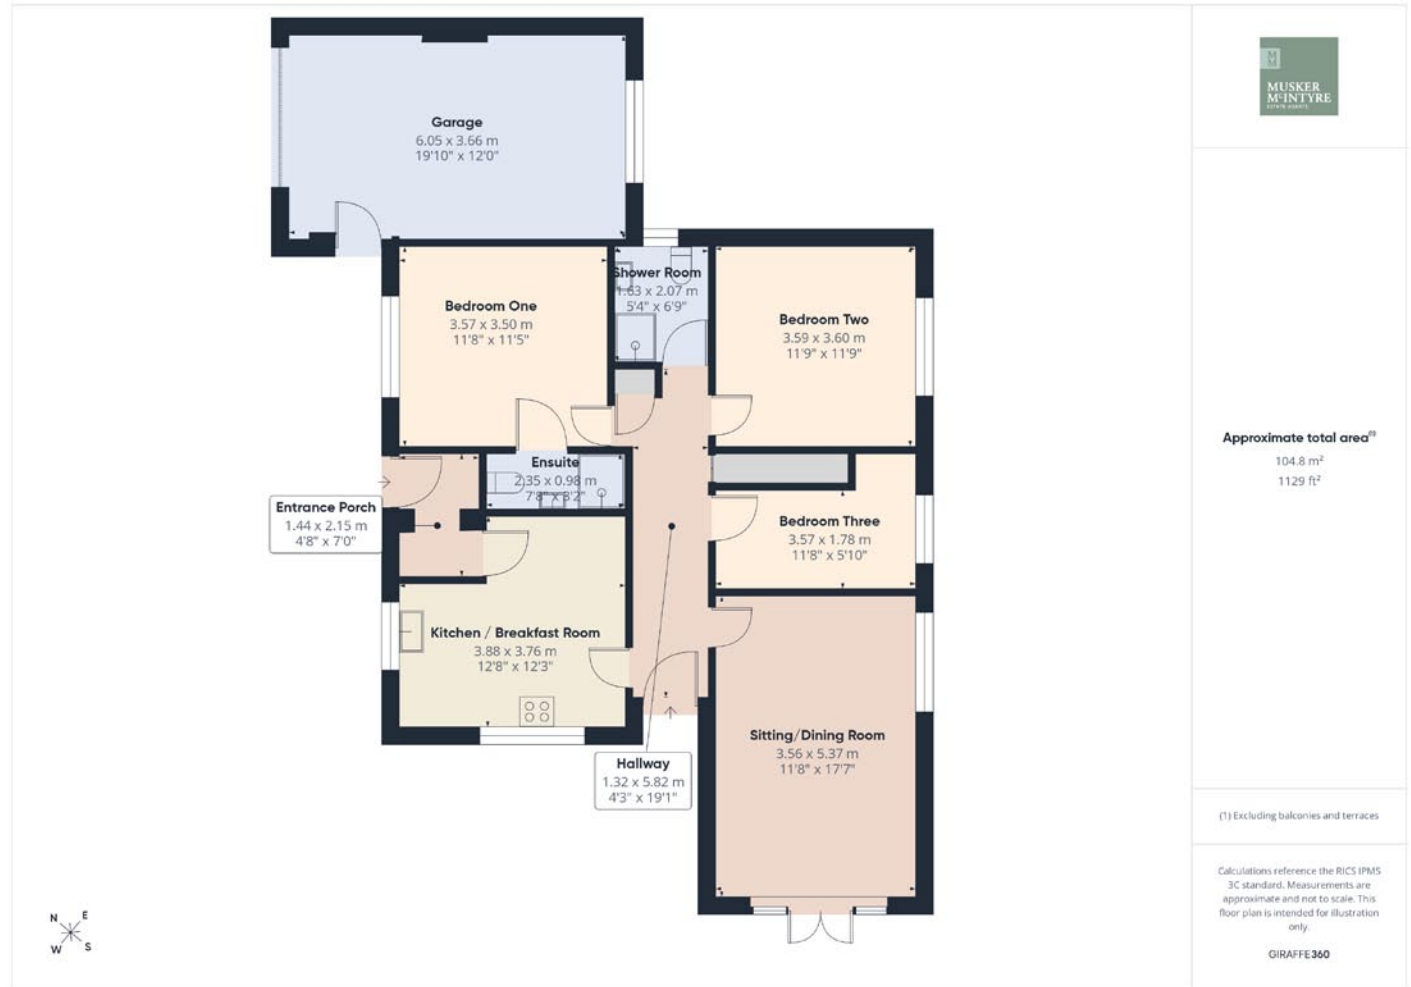 Garage
6.05 x 3.66 m
19'10" x 12'0"
Shower Room
1.63 x 2.07 m
5'4" x 6'9"
Bedroom One
3.57 x 3.50 m
11'8" x 11'5"
Bedroom Two
3.59 x 3.60 m
11'9" x 11'9"
Ensuite
2.35 x 0.98 m
7'8" x 3'2"
Entrance Porch
1.44 x 2.15 m
4'8" x 7'0"
Bedroom Three
3.57 x 1.78 m
11'8" x 5'10"
Kitchen / Breakfast Room
3.88 x 3.76 m
12'8" x 12'3"
Sitting/Dining Room
3.56 x 5.37 m
11'8" x 17'7"
Hallway
1.32 x 5.82 m
4'3" x 19'1"
N E
W S
M
M
MUSKER
McINTYRE
ESTATE AGENTS
Approximate total area(1)
104.8 m²
1129 ft²
(1) Excluding balconies and terraces
Calculations reference the RICS IPMS
3C standard. Measurements are
approximate and not to scale. This
floor plan is intended for illustration
only.
GIRAFFE360